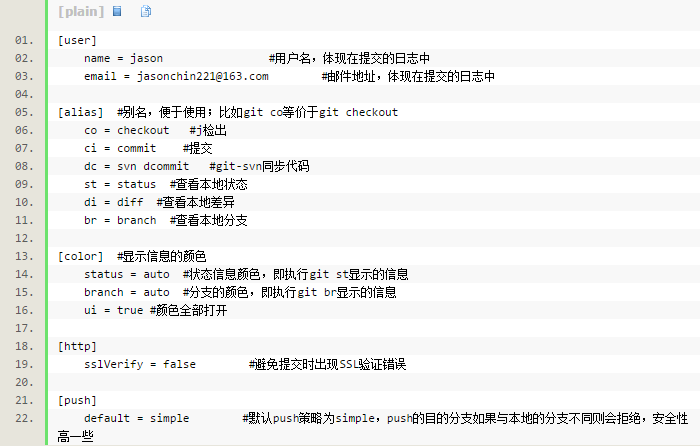 [plain]
01. [user]
02. name = jason #用户名，体现在提交的日志中
03. email = jasonchin221@163.com #邮件地址，体现在提交的日志中
04.
05. [alias] #别名，便于使用；比如git co等价于git checkout
06. co = checkout #j检出
07. ci = commit #提交
08. dc = svn dcommit #git-svn同步代码
09. st = status #查看本地状态
10. di = diff #查看本地差异
11. br = branch #查看本地分支
12.
13. [color] #显示信息的颜色
14. status = auto #状态信息颜色，即执行git st显示的信息
15. branch = auto #分支的颜色，即执行git br显示的信息
16. ui = true #颜色全部打开
17.
18. [http]
19. sslVerify = false #避免提交时出现SSL验证错误
20.
21. [push]
22. default = simple #默认push策略为simple，push的目的分支如果与本地的分支不同则会拒绝，安全性
高一些